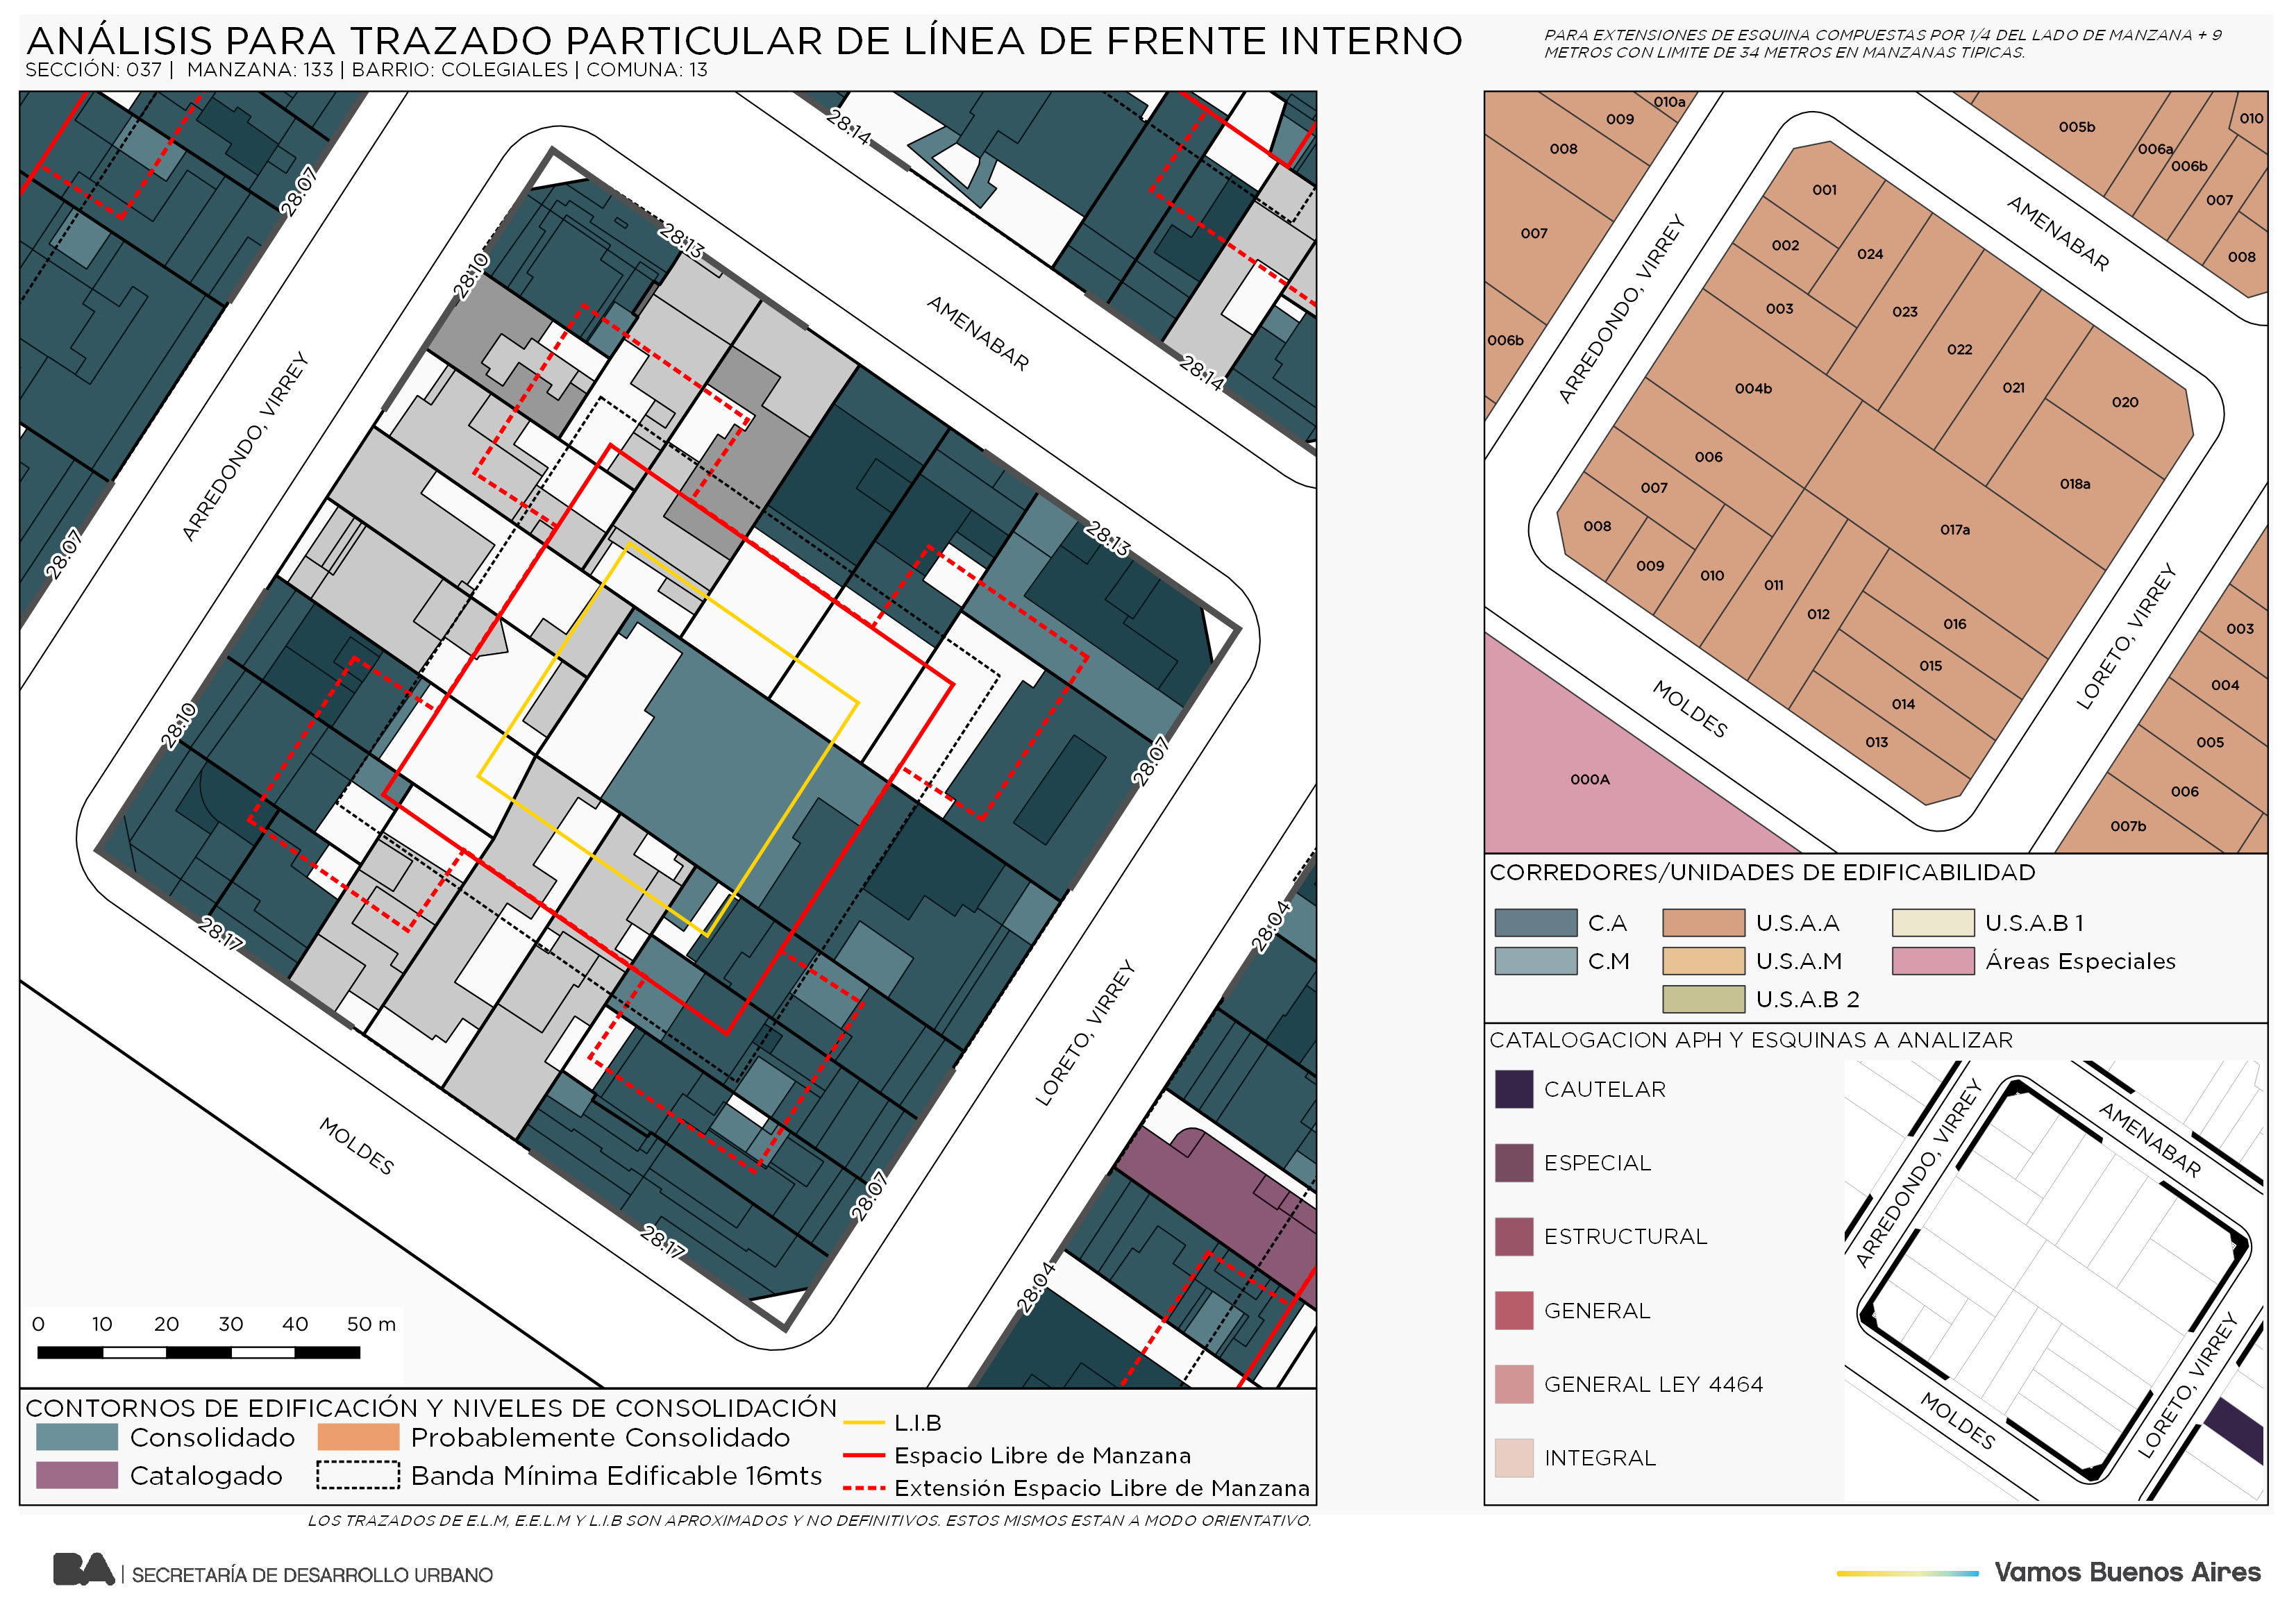 ANÁLISIS PARA TRAZADO PARTICULAR DE LÍNEA DE FRENTE INTERNO
SECCIÓN: 037 | MANZANA: 133 | BARRIO: COLEGIALES | COMUNA: 13
PARA EXTENSIONES DE ESQUINA COMPUESTAS POR 1/4 DEL LADO DE MANZANA + 9
METROS CON LIMITE DE 34 METROS EN MANZANAS TIPICAS.
28.14
28.07
28.13
28.10
AMENABAR
28.14
ARREDONDO, VIRREY
28.07
28.13
28.10
28.07
28.17
28.04
LORETO, VIRREY
MOLDES
28.07
28.17
28.04
0 10 20 30 40 50 m
CONTORNOS DE EDIFICACIÓN Y NIVELES DE CONSOLIDACIÓN
Consolidado
Probablemente Consolidado
Catalogado
Banda Mínima Edificable 16mts
L.I.B
Espacio Libre de Manzana
Extensión Espacio Libre de Manzana
LOS TRAZADOS DE E.L.M, E.E.L.M Y L.I.B SON APROXIMADOS Y NO DEFINITIVOS. ESTOS MISMOS ESTAN A MODO ORIENTATIVO.
010a
009
008
007
006b
005b
006a
006b
010
007
008
AMENABAR
ARREDONDO, VIRREY
001
002
024
003
023
022
004b
021
020
006
018a
007
008
017a
009
010
011
012
016
015
014
013
LORETO, VIRREY
MOLDES
000A
003
004
005
006
007b
CORREDORES/UNIDADES DE EDIFICABILIDAD
C.A
U.S.A.A
U.S.A.B 1
C.M
U.S.A.M
Áreas Especiales
U.S.A.B 2
CATALOGACION APH Y ESQUINAS A ANALIZAR
CAUTELAR
ESPECIAL
ESTRUCTURAL
GENERAL
GENERAL LEY 4464
INTEGRAL
AMENABAR
ARREDONDO, VIRREY
MOLDES
LORETO, VIRREY
BA | SECRETARÍA DE DESARROLLO URBANO
Vamos Buenos Aires